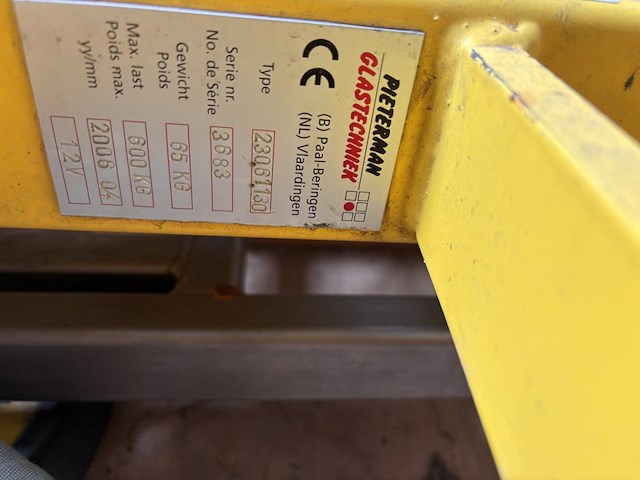 PIETERMAN
GLASTECHNIEK
CE (B) Paal-Beringen
(NL) Vlaardingen
Type 23061130
Serie nr.
No. de Série 3683
Gewicht
Poids 65 KG
Max. last
Poids max. 600 KG
yy/mm 2006 04
12V